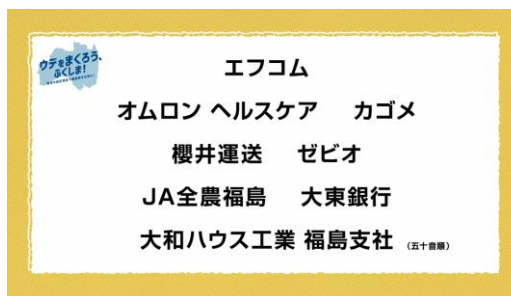 ウデをまくろう、
ふくしま！
エフコム
オムロン ヘルスケア　カゴメ
櫻井運送　ゼビオ
JA全農福島　大東銀行
大和ハウス工業 福島支社 (五十音順)